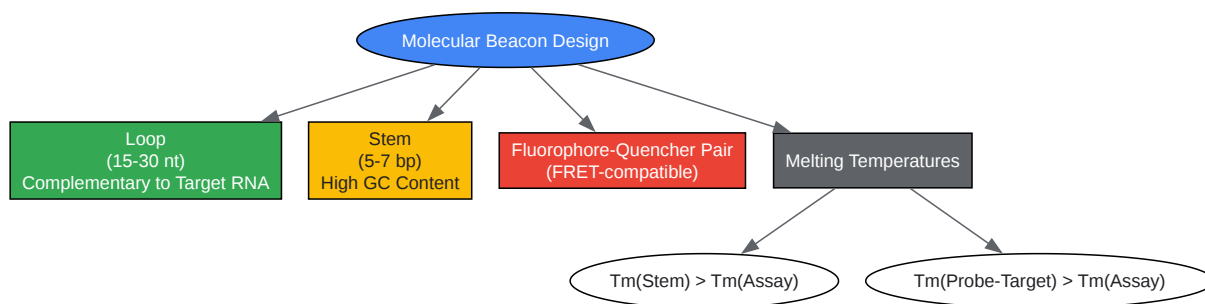 Molecular Beacon Design
Loop
(15-30 nt)
Complementary to Target RNA
Stem
(5-7 bp)
High GC Content
Fluorophore-Quencher Pair
(FRET-compatible)
Melting Temperatures
Tm(Stem) > Tm(Assay)
Tm(Probe-Target) > Tm(Assay)